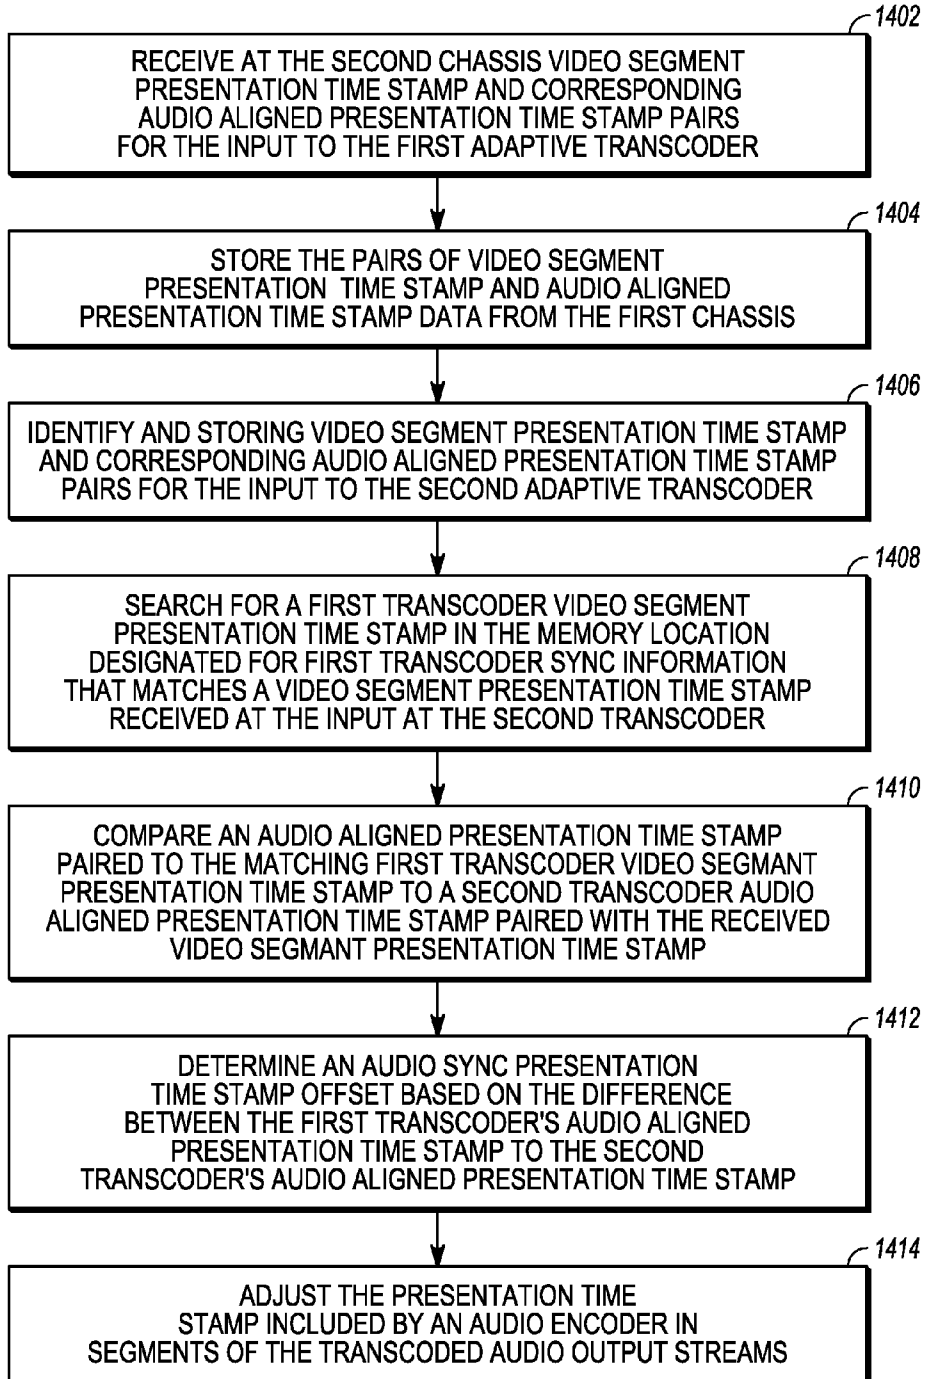 1402
RECEIVE AT THE SECOND CHASSIS VIDEO SEGMENT
PRESENTATION TIME STAMP AND CORRESPONDING
AUDIO ALIGNED PRESENTATION TIME STAMP PAIRS
FOR THE INPUT TO THE FIRST ADAPTIVE TRANSCODER
1404
STORE THE PAIRS OF VIDEO SEGMENT
PRESENTATION TIME STAMP AND AUDIO ALIGNED
PRESENTATION TIME STAMP DATA FROM THE FIRST CHASSIS
1406
IDENTIFY AND STORING VIDEO SEGMENT PRESENTATION TIME STAMP
AND CORRESPONDING AUDIO ALIGNED PRESENTATION TIME STAMP
PAIRS FOR THE INPUT TO THE SECOND ADAPTIVE TRANSCODER
1408
SEARCH FOR A FIRST TRANSCODER VIDEO SEGMENT
PRESENTATION TIME STAMP IN THE MEMORY LOCATION
DESIGNATED FOR FIRST TRANSCODER SYNC INFORMATION
THAT MATCHES A VIDEO SEGMENT PRESENTATION TIME STAMP
RECEIVED AT THE INPUT AT THE SECOND TRANSCODER
1410
COMPARE AN AUDIO ALIGNED PRESENTATION TIME STAMP
PAIRED TO THE MATCHING FIRST TRANSCODER VIDEO SEGMANT
PRESENTATION TIME STAMP TO A SECOND TRANSCODER AUDIO
ALIGNED PRESENTATION TIME STAMP PAIRED WITH THE RECEIVED
VIDEO SEGMANT PRESENTATION TIME STAMP
1412
DETERMINE AN AUDIO SYNC PRESENTATION
TIME STAMP OFFSET BASED ON THE DIFFERENCE
BETWEEN THE FIRST TRANSCODER'S AUDIO ALIGNED
PRESENTATION TIME STAMP TO THE SECOND
TRANSCODER'S AUDIO ALIGNED PRESENTATION TIME STAMP
1414
ADJUST THE PRESENTATION TIME
STAMP INCLUDED BY AN AUDIO ENCODER IN
SEGMENTS OF THE TRANSCODED AUDIO OUTPUT STREAMS